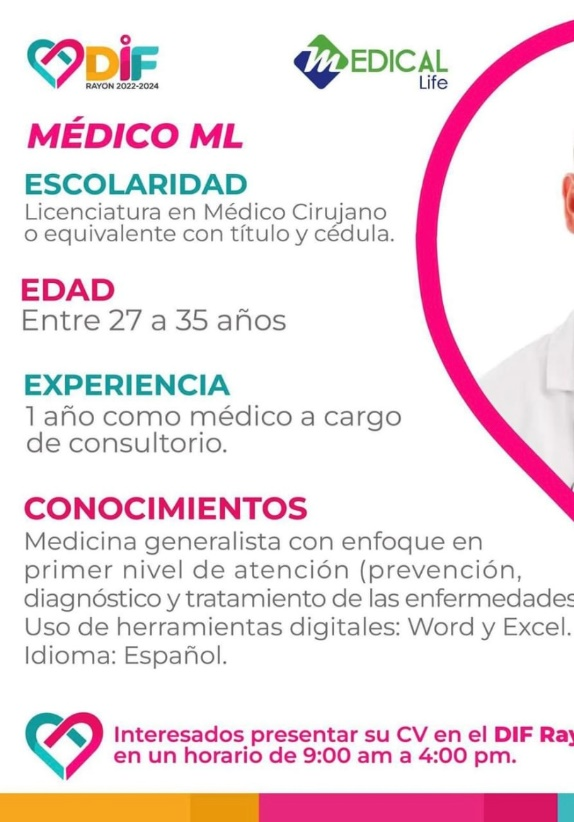 DIF
RAYON 2022-2024
MEDICAL
Life
MÉDICO ML
ESCOLARIDAD
Licenciatura en Médico Cirujano
o equivalente con título y cédula.
EDAD
Entre 27 a 35 años
EXPERIENCIA
1 año como médico a cargo
de consultorio.
CONOCIMIENTOS
Medicina generalista con enfoque en
primer nivel de atención (prevención,
diagnóstico y tratamiento de las enfermedades
Uso de herramientas digitales: Word y Excel.
Idioma: Español.
Interesados presentar su CV en el DIF
en un horario de 9:00 am a 4:00 pm.